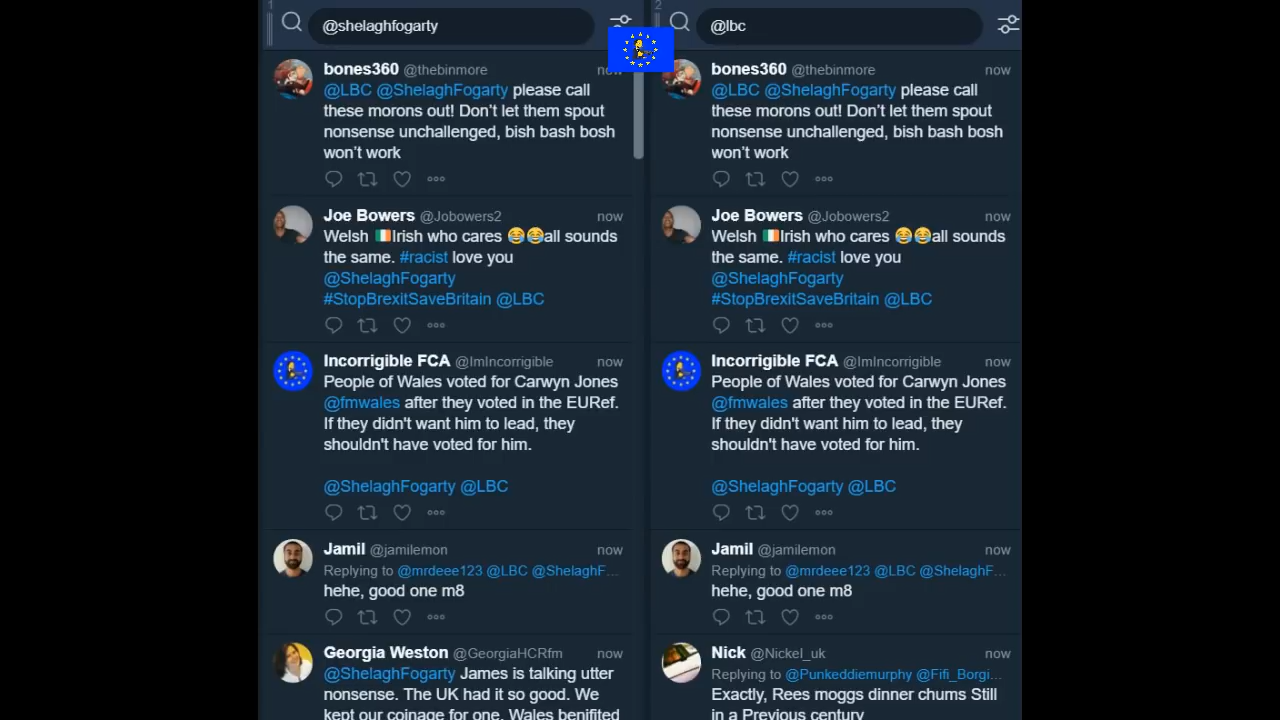 1
@shelaghfogarty
bones360 @thebinmore now
@LBC @ShelaghFogarty please call
these morons out! Don't let them spout
nonsense unchallenged, bish bash bosh
won't work
Joe Bowers @Jobowers2 now
Welsh 🇮🇪Irish who cares 😂😂all sounds
the same. #racist love you
@ShelaghFogarty
#StopBrexitSaveBritain @LBC
Incorrigible FCA @ImIncorrigible now
People of Wales voted for Carwyn Jones
@fmwales after they voted in the EURef.
If they didn't want him to lead, they
shouldn't have voted for him.
@ShelaghFogarty @LBC
Jamil @jamilemon now
Replying to @mrdeee123 @LBC @ShelaghF...
hehe, good one m8
Georgia Weston @GeorgiaHCRfm now
@ShelaghFogarty James is talking utter
nonsense. The UK had it so good. We
kept our coinage for one. Wales benifited
2
@lbc
bones360 @thebinmore now
@LBC @ShelaghFogarty please call
these morons out! Don't let them spout
nonsense unchallenged, bish bash bosh
won't work
Joe Bowers @Jobowers2 now
Welsh 🇮🇪Irish who cares 😂😂all sounds
the same. #racist love you
@ShelaghFogarty
#StopBrexitSaveBritain @LBC
Incorrigible FCA @ImIncorrigible now
People of Wales voted for Carwyn Jones
@fmwales after they voted in the EURef.
If they didn't want him to lead, they
shouldn't have voted for him.
@ShelaghFogarty @LBC
Jamil @jamilemon now
Replying to @mrdeee123 @LBC @ShelaghF...
hehe, good one m8
Nick @Nickel_uk now
Replying to @Punkeddiemurphy @Fifi_Borgi...
Exactly, Rees moggs dinner chums Still
in a Previous century